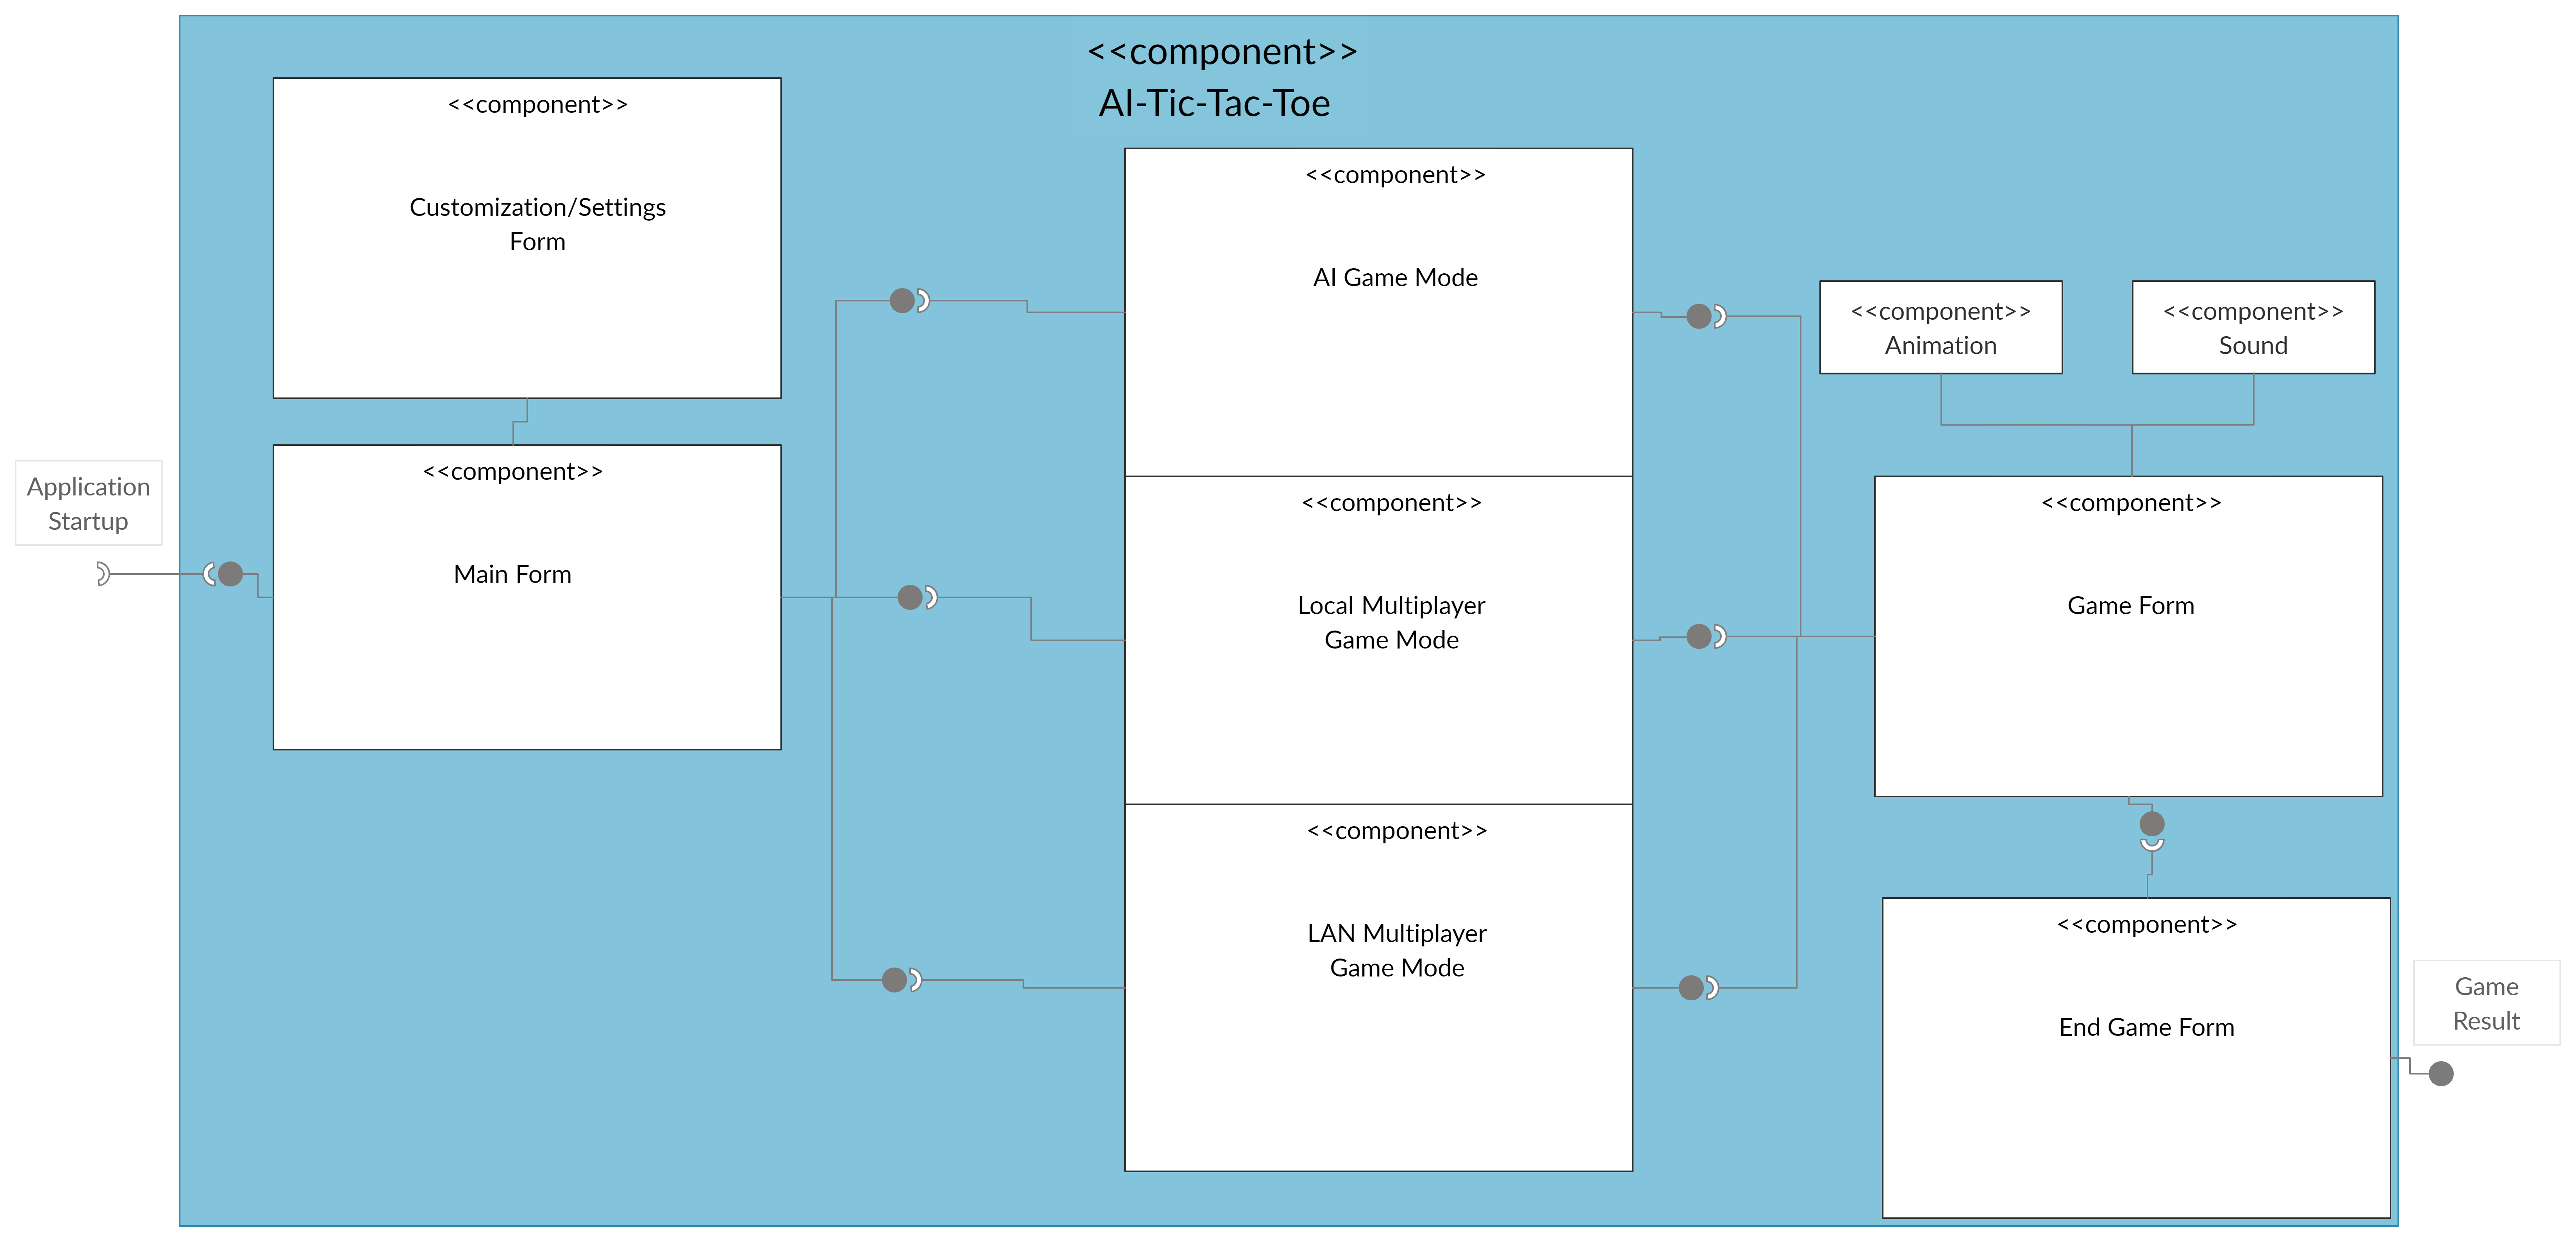 <<component>>
AI-Tic-Tac-Toe
<<component>>
Customization/Settings
Form
<<component>>
Main Form
Application
Startup
<<component>>
AI Game Mode
<<component>>
Local Multiplayer
Game Mode
<<component>>
LAN Multiplayer
Game Mode
<<component>>
Animation
<<component>>
Sound
<<component>>
Game Form
<<component>>
End Game Form
Game
Result